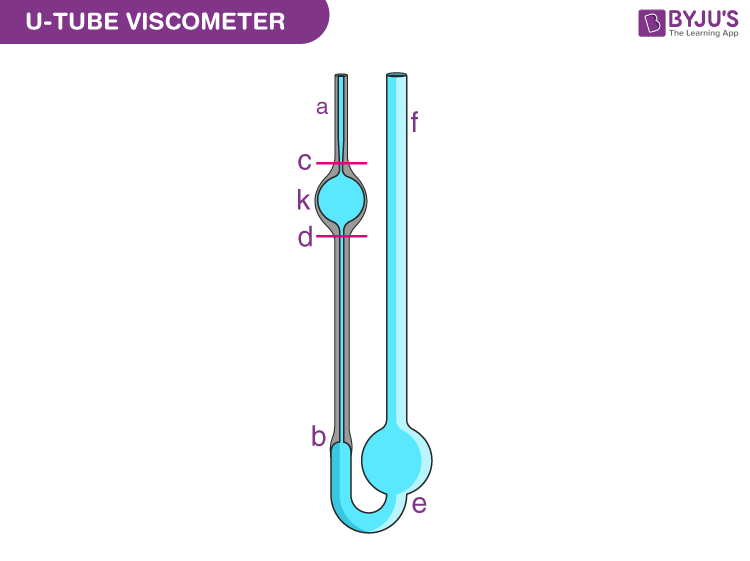 U-TUBE VISCOMETER
BYJU'S
The Learning App
a
f
c
k
d
b
e